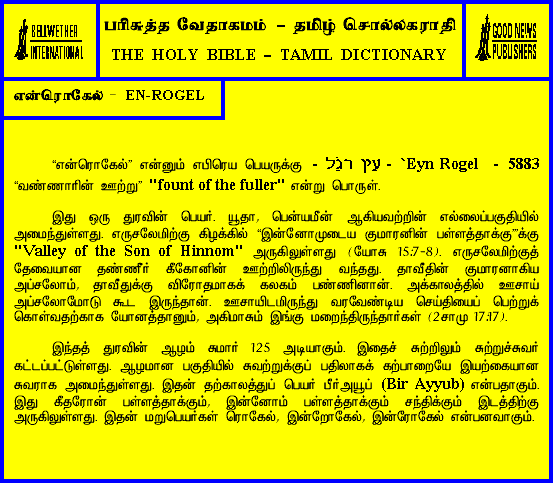 BELLWETHER
INTERNATIONAL
பரிசுத்த வேதாகமம் – தமிழ் சொல்லகராதி
THE HOLY BIBLE – TAMIL DICTIONARY
GOOD NEWS
PUBLISHERS
என்ரொகேல் – EN-ROGEL
“என்ரொகேல்” என்னும் எபிரெய பெயருக்கு - עֵין רֹגֵל - `Eyn Rogel - 5883
“வண்ணாரின் ஊற்று” "fount of the fuller" என்று பொருள்.
இது ஒரு துரவின் பெயர். யூதா, பென்யமீன் ஆகியவற்றின் எல்லைப்பகுதியில்
அமைந்துள்ளது. எருசலேமிற்கு கிழக்கில் “இன்னோமுடைய குமாரனின் பள்ளத்தாக்கு”க்கு
"Valley of the Son of Hinnom" அருகிலுள்ளது (யோசு 15:7-8). எருசலேமிற்குத்
தேவையான தண்ணீர் கீகோனின் ஊற்றிலிருந்து வந்தது. தாவீதின் குமாரனாகிய
அப்சலோம், தாவீதுக்கு விரோதமாகக் கலகம் பண்ணினான். அக்காலத்தில் ஊசாய்
அப்சலோமோடு கூட இருந்தான். ஊசாயிடமிருந்து வரவேண்டிய செய்தியைப் பெற்றுக்
கொள்வதற்காக யோனத்தானும், அகிமாசும் இங்கு மறைந்திருந்தார்கள் (2சாமு 17:17).
இந்தத் துரவின் ஆழம் சுமார் 125 அடியாகும். இதைச் சுற்றிலும் சுற்றுச்சுவர்
கட்டப்பட்டுள்ளது. ஆழமான பகுதியில் சுவற்றுக்குப் பதிலாகக் கற்பாறையே இயற்கையான
சுவராக அமைந்துள்ளது. இதன் தற்காலத்துப் பெயர் பீர்அயூப் (Bir Ayyub) என்பதாகும்.
இது கீதரோன் பள்ளத்தாக்கும், இன்னோம் பள்ளத்தாக்கும் சந்திக்கும் இடத்திற்கு
அருகிலுள்ளது. இதன் மறுபெயர்கள் ரொகேல், இன்றோகேல், இன்ரோகேல் என்பனவாகும்.